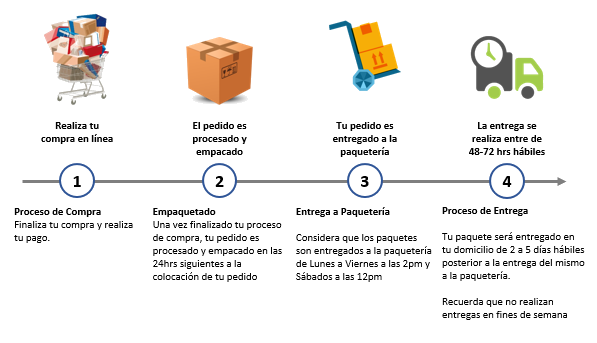 Realiza tu
compra en línea
El pedido es
procesado y
empacado
Tu pedido es
entregado a la
paquetería
La entrega se
realiza entre de
48-72 hrs hábiles
1
2
3
4
Proceso de Compra
Finaliza tu compra y realiza
tu pago.
Empaquetado
Una vez finalizado tu proceso
de compra, tu pedido es
procesado y empacado en las
24hrs siguientes a la
colocación de tu pedido
Entrega a Paquetería
Considera que los paquetes
son entregados a la paquetería
de Lunes a Viernes a las 2pm y
Sábados a las 12pm
Proceso de Entrega
Tu paquete será entregado en
tu domicilio de 2 a 5 días hábiles
posterior a la entrega del mismo
a la paquetería.
Recuerda que no realizan
entregas en fines de semana